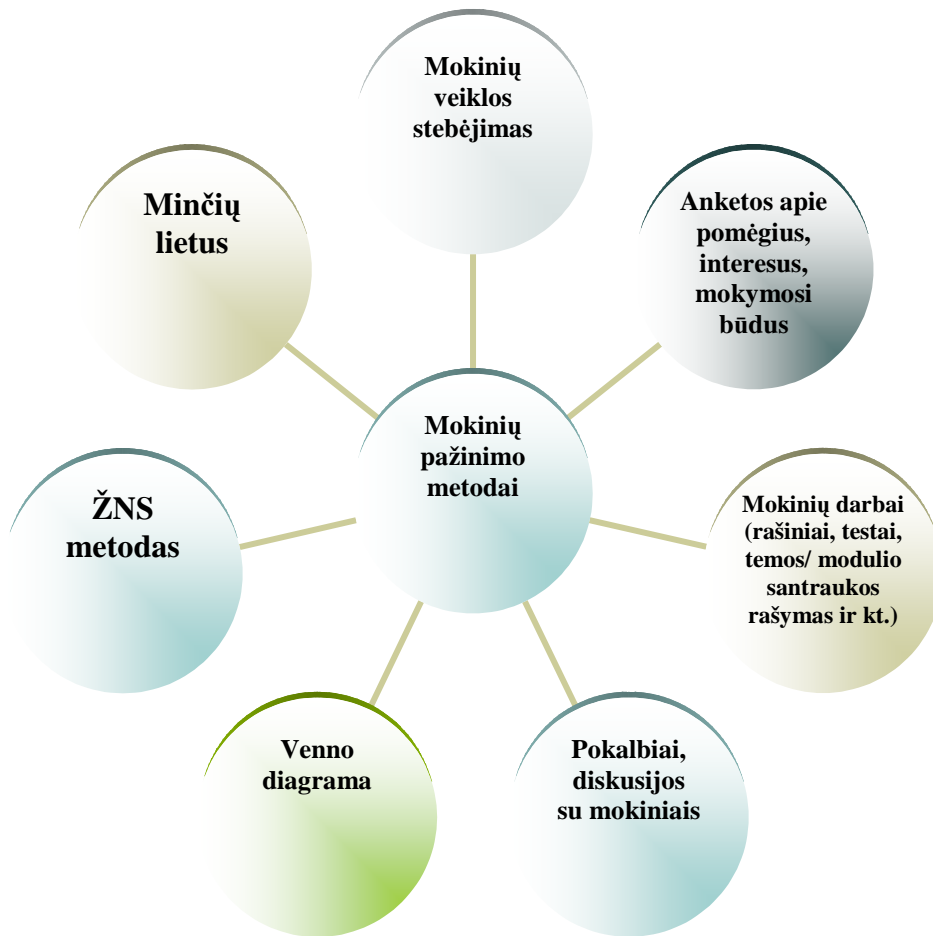 Mokinių
veiklos
stebėjimas
Anketos apie
pomėgius,
interesus,
mokymosi
būdus
Mokinių darbai
(rašiniai, testai,
temos/ modulio
santraukos
rašymas ir kt.)
Pokalbiai,
diskusijos
su mokiniais
Venno
diagrama
ŽNS
metodas
Minčių
lietus
Mokinių
pažinimo
metodai